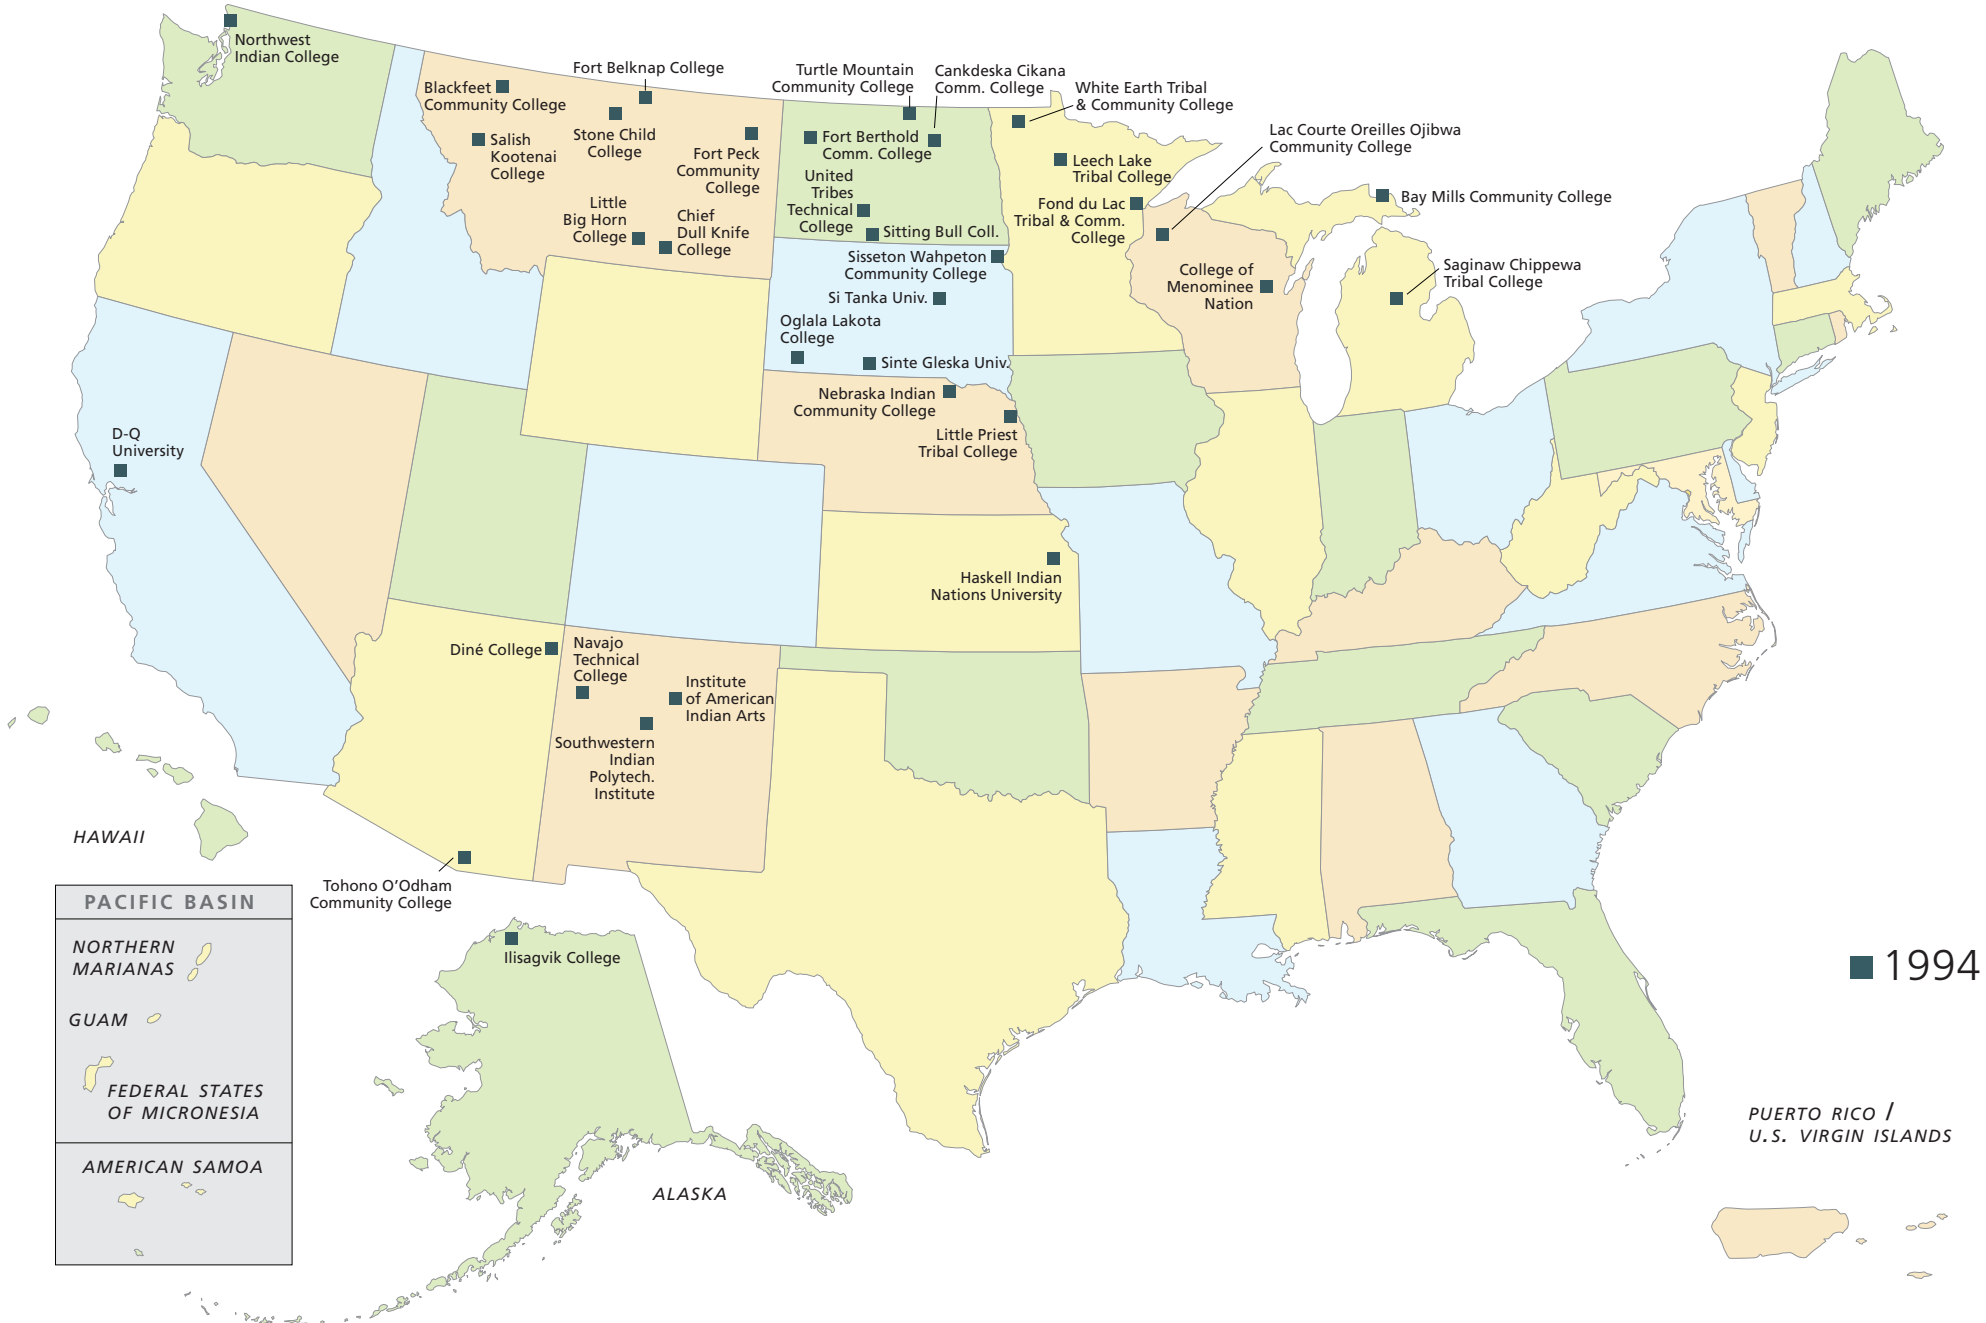 Northwest
Indian College
Blackfeet
Community College
Salish
Kootenai
College
Fort Belknap College
Stone Child
College
Fort Peck
Community
College
Little
Big Horn
College
Chief
Dull Knife
College
Turtle Mountain
Community College
Cankdeska Cikana
Comm. College
Fort Berthold
Comm. College
United
Tribes
Technical
College
Sitting Bull Coll.
White Earth Tribal
& Community College
Leech Lake
Tribal College
Fond du Lac
Tribal & Comm.
College
Lac Courte Oreilles Ojibwa
Community College
Bay Mills Community College
College of
Menominee
Nation
Saginaw Chippewa
Tribal College
Sisseton Wahpeton
Community College
Si Tanka Univ.
Oglala Lakota
College
Sinte Gleska Univ.
Nebraska Indian
Community College
Little Priest
Tribal College
D-Q
University
Haskell Indian
Nations University
Diné College
Navajo
Technical
College
Institute
of American
Indian Arts
Southwestern
Indian
Polytech.
Institute
Tohono O’Odham
Community College
Ilisagvik College
HAWAII
PACIFIC BASIN
NORTHERN
MARIANAS
GUAM
FEDERAL STATES
OF MICRONESIA
AMERICAN SAMOA
ALASKA
1994
PUERTO RICO /
U.S. VIRGIN ISLANDS